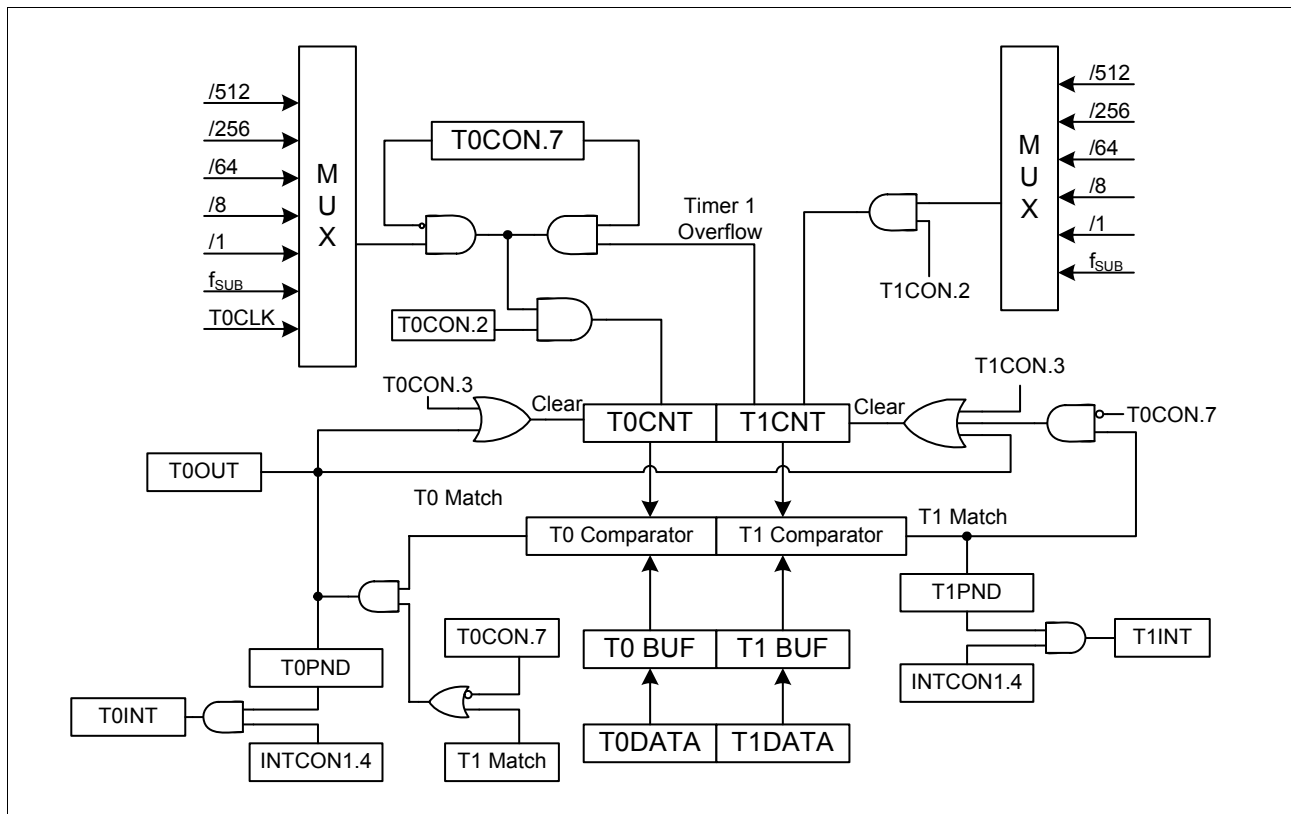 /512
/256
/64
/8
/1
fSUB
T0CLK
M
U
X
T0CON.7
Timer 1
Overflow
T0CON.2
M
U
X
/512
/256
/64
/8
/1
fSUB
T1CON.2
T0CON.3
Clear
T0CNT
T1CNT
Clear
T1CON.3
T0CON.7
T0OUT
T0 Match
T0 Comparator
T1 Comparator
T1 Match
T1PND
T1INT
INTCON1.4
T0CON.7
T0 BUF
T1 BUF
T0PND
T0INT
INTCON1.4
T1 Match
T0DATA
T1DATA